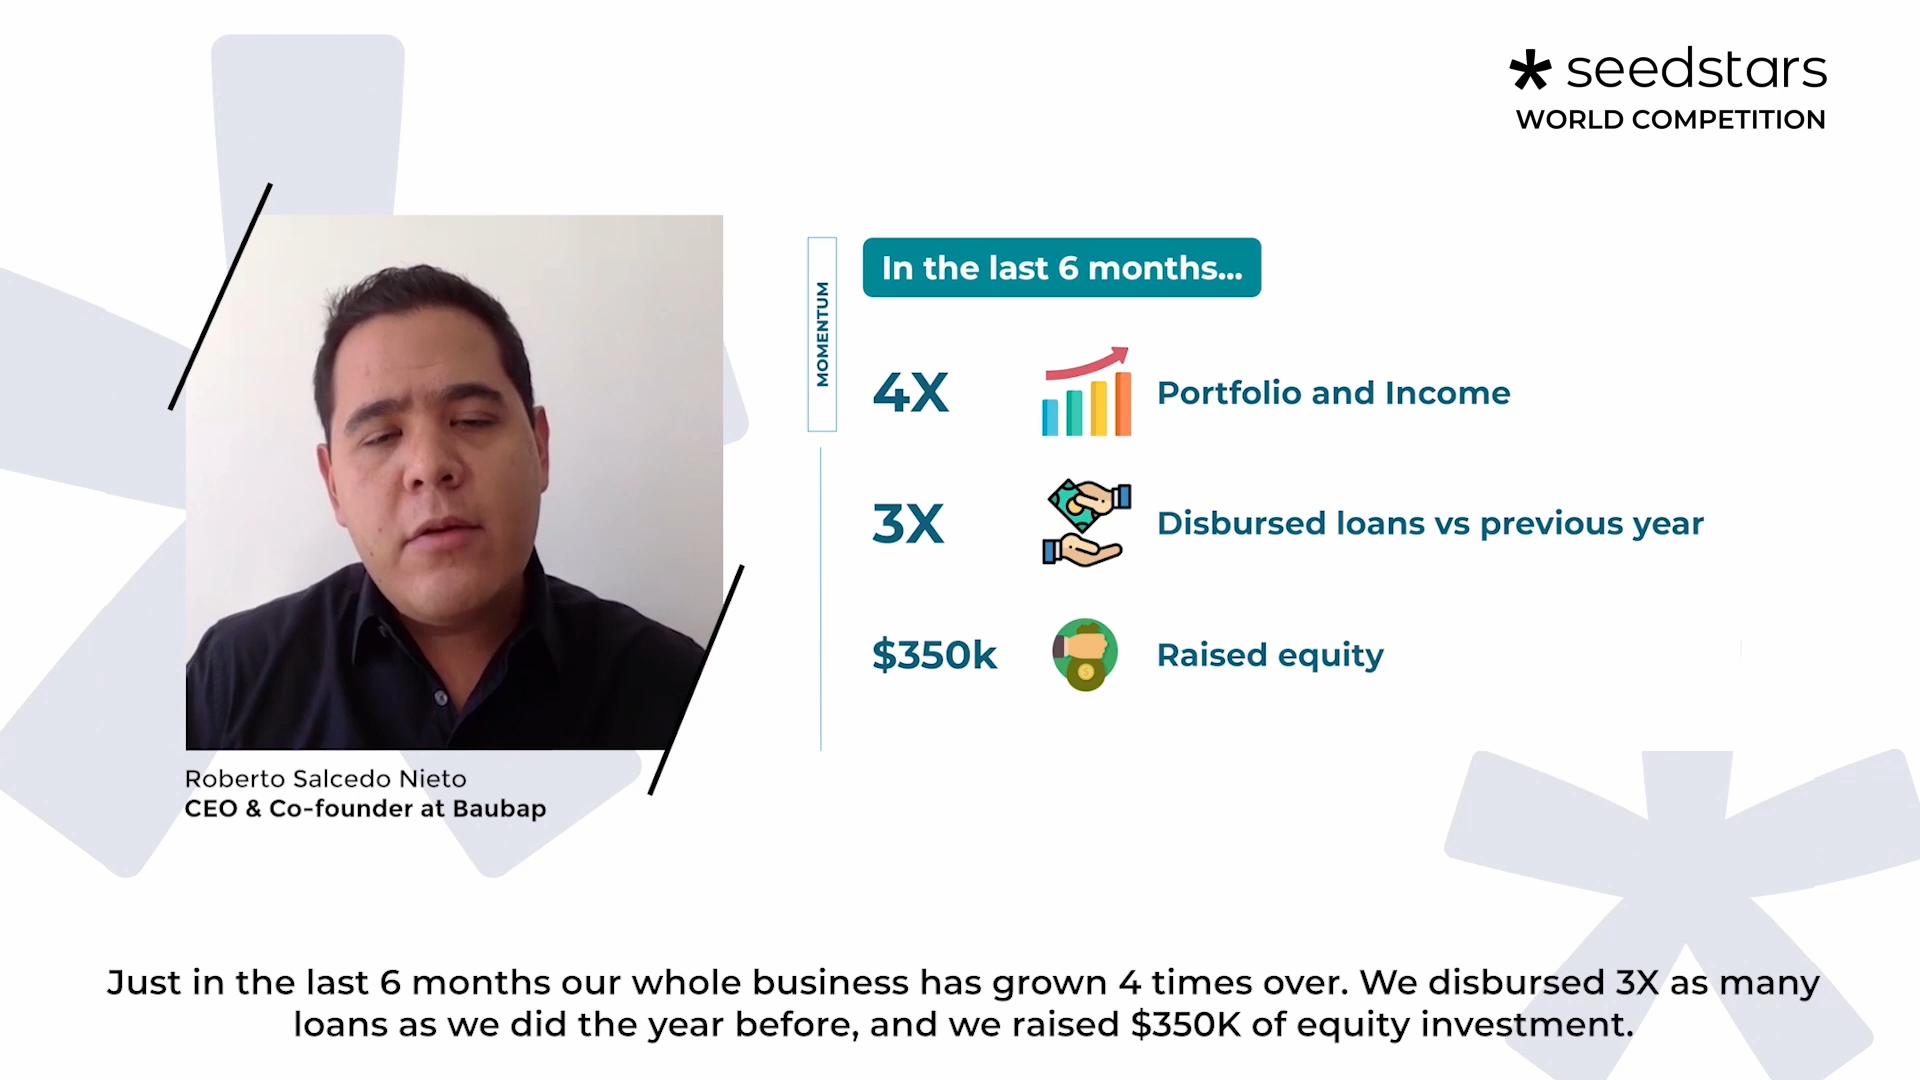 seedstars
WORLD COMPETITION
MOMENTUM
In the last 6 months...
4X
Portfolio and Income
3X
Disbursed loans vs previous year
$350k
Raised equity
Roberto Salcedo Nieto
CEO & Co-founder at Baubap
Just in the last 6 months our whole business has grown 4 times over. We disbursed 3X as many
loans as we did the year before, and we raised $350K of equity investment.